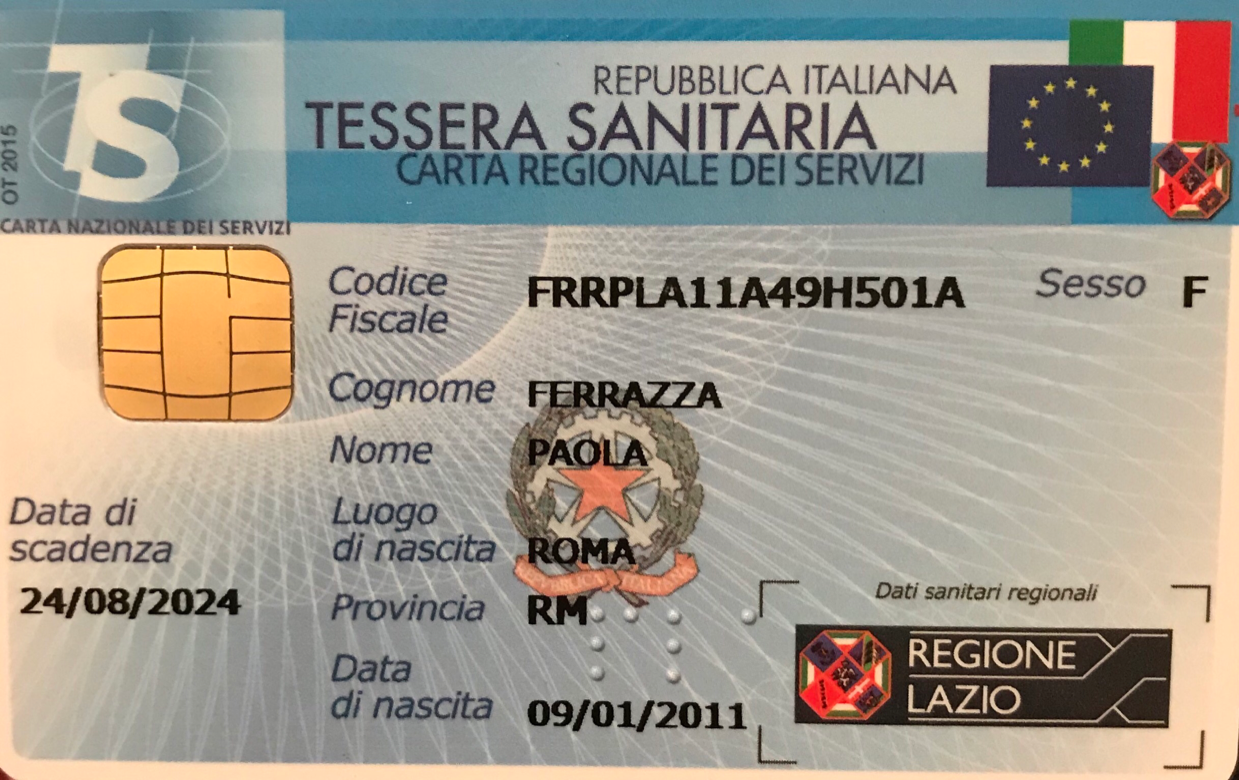 REPUBBLICA ITALIANA
TESSERA SANITARIA
CARTA REGIONALE DEI SERVIZI
TS
OT 2015
CARTA NAZIONALE DEI SERVIZI
Codice
Fiscale
FRRPLA11A49H501A
Sesso F
Cognome FERRAZZA
Nome PAOLA
Luogo
di nascita ROMA
Provincia RM
Data
di nascita 09/01/2011
Data di
scadenza
24/08/2024
REPUBBLICA ITALIANA
Dati sanitari regionali
REGIONE
LAZIO